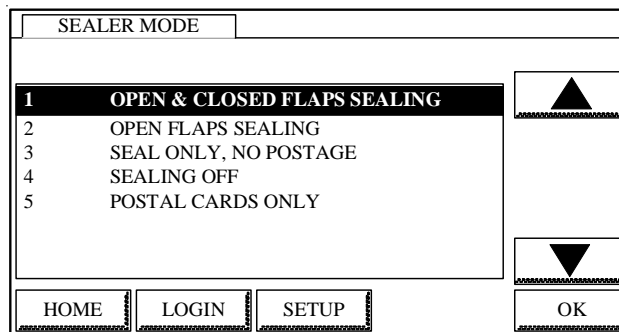 SEALER MODE
1 OPEN & CLOSED FLAPS SEALING
2 OPEN FLAPS SEALING
3 SEAL ONLY, NO POSTAGE
4 SEALING OFF
5 POSTAL CARDS ONLY
HOME LOGIN SETUP OK